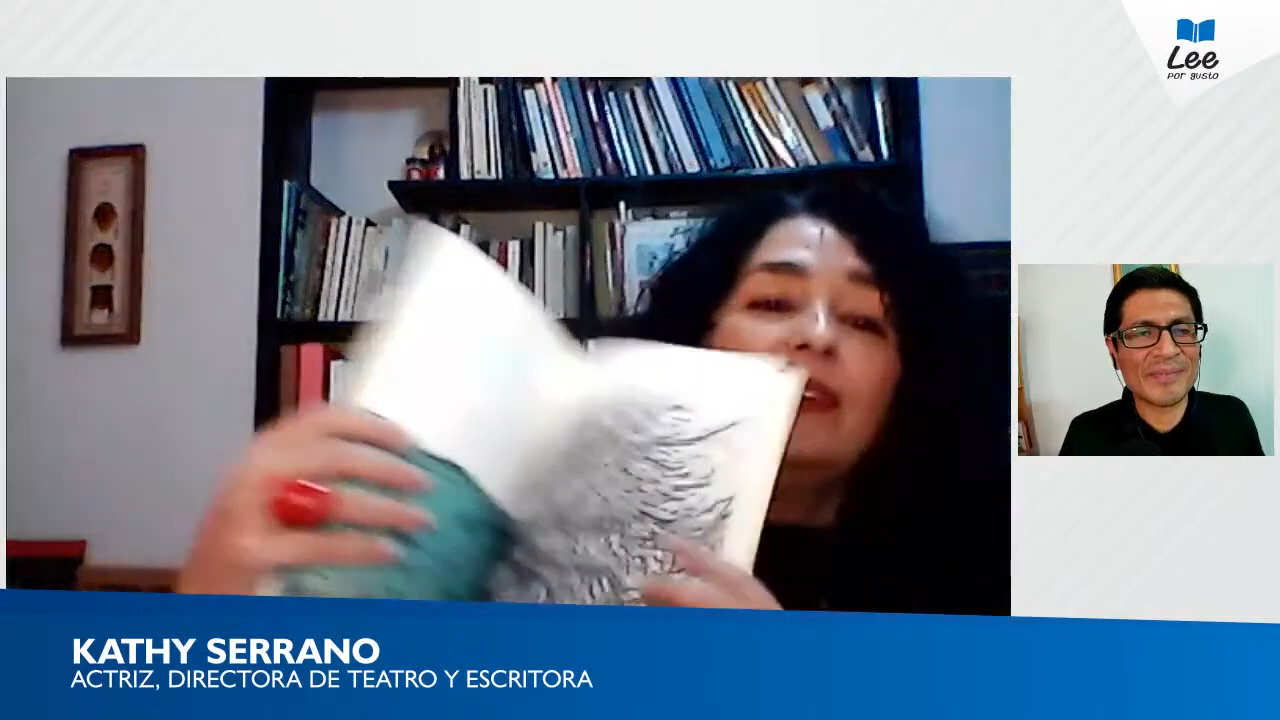 Lee
por gusto
KATHY SERRANO
ACTRIZ, DIRECTORA DE TEATRO Y ESCRITORA